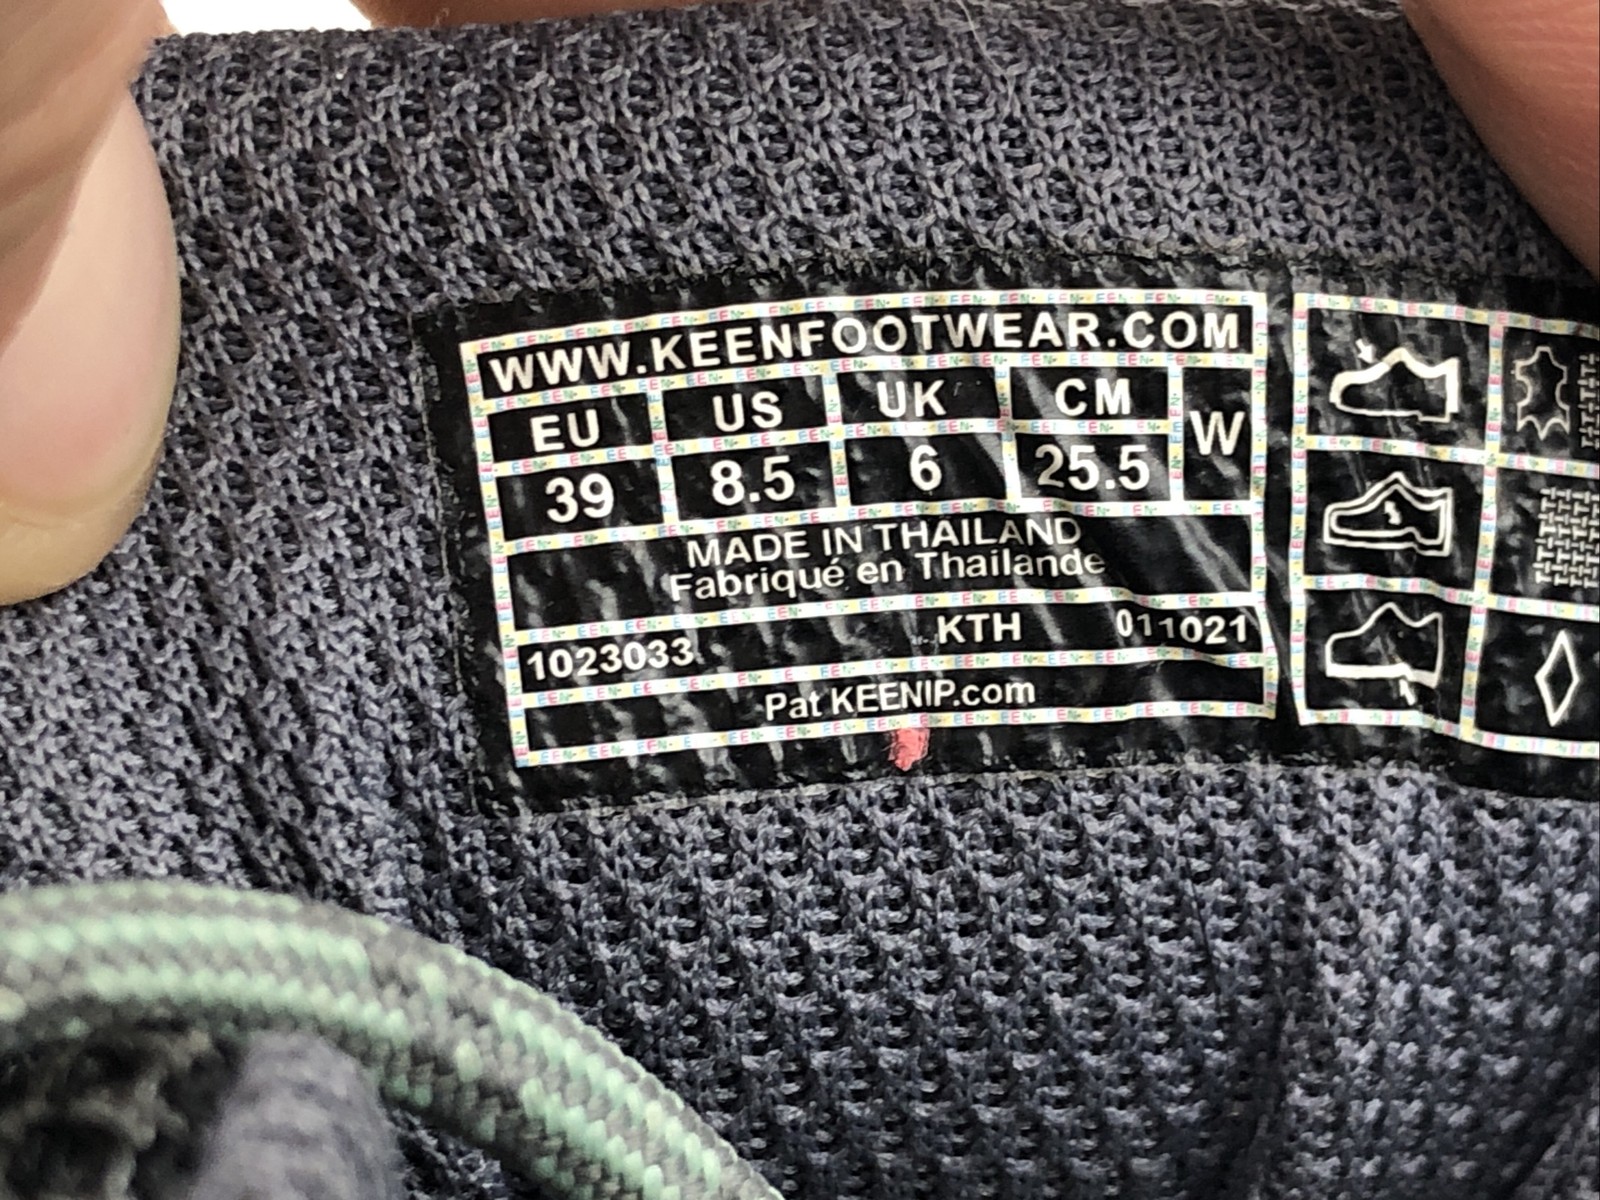 WWW.KEENFOOTWEAR.COM
EU US UK CM W
39 8.5 6 25.5
MADE IN THAILAND
Fabriqué en Thaïlande
1023033 KTH 011021
Pat KEENIP.com